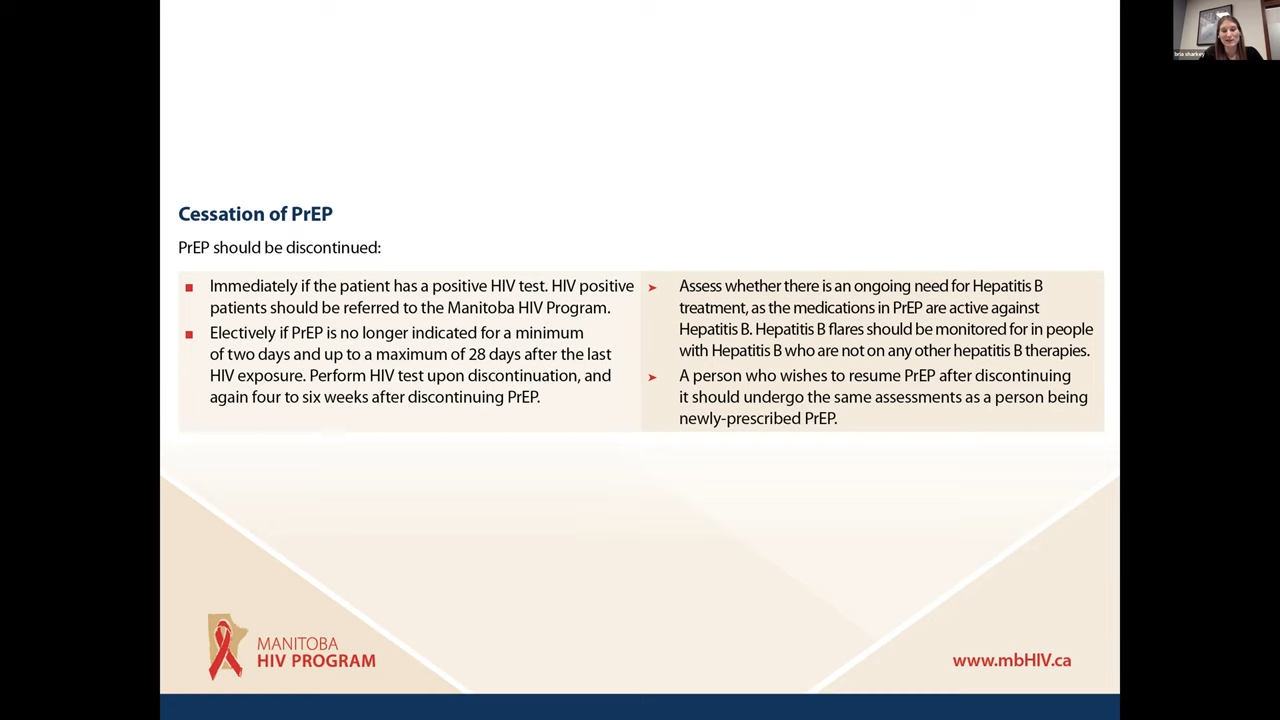 bria sharkey
Cessation of PrEP
PrEP should be discontinued:
■ Immediately if the patient has a positive HIV test. HIV positive
patients should be referred to the Manitoba HIV Program.
■ Electively if PrEP is no longer indicated for a minimum
of two days and up to a maximum of 28 days after the last
HIV exposure. Perform HIV test upon discontinuation, and
again four to six weeks after discontinuing PrEP.
➤ Assess whether there is an ongoing need for Hepatitis B
treatment, as the medications in PrEP are active against
Hepatitis B. Hepatitis B flares should be monitored for in people
with Hepatitis B who are not on any other hepatitis B therapies.
➤ A person who wishes to resume PrEP after discontinuing
it should undergo the same assessments as a person being
newly-prescribed PrEP.
MANITOBA
HIV PROGRAM
www.mbHIV.ca